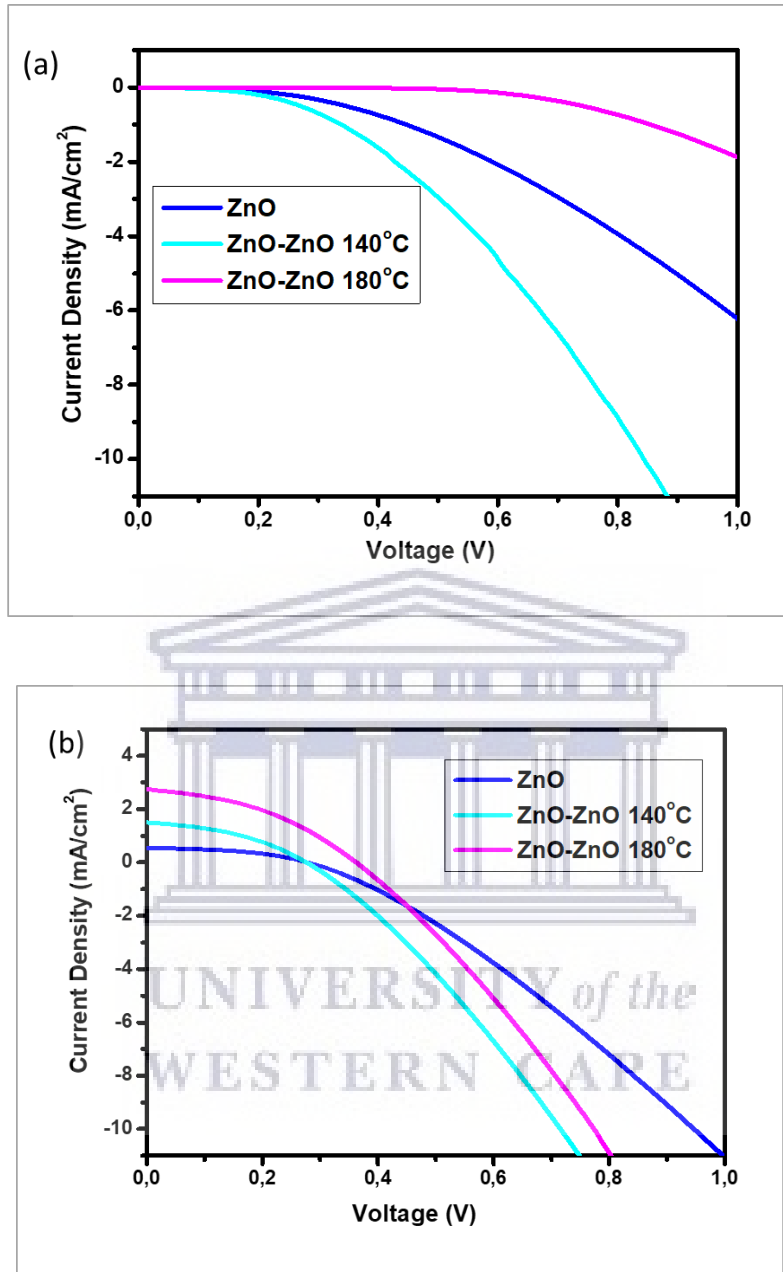 (a)
0
-2
-4
-6
-8
-10
Current Density (mA/cm²)
ZnO
ZnO-ZnO 140°C
ZnO-ZnO 180°C
0,0 0,2 0,4 0,6 0,8 1,0
Voltage (V)
(b)
4
2
0
-2
-4
-6
-8
-10
Current Density (mA/cm²)
ZnO
ZnO-ZnO 140°C
ZnO-ZnO 180°C
UNIVERSITY of the
WESTERN CAPE
0,0 0,2 0,4 0,6 0,8 1,0
Voltage (V)